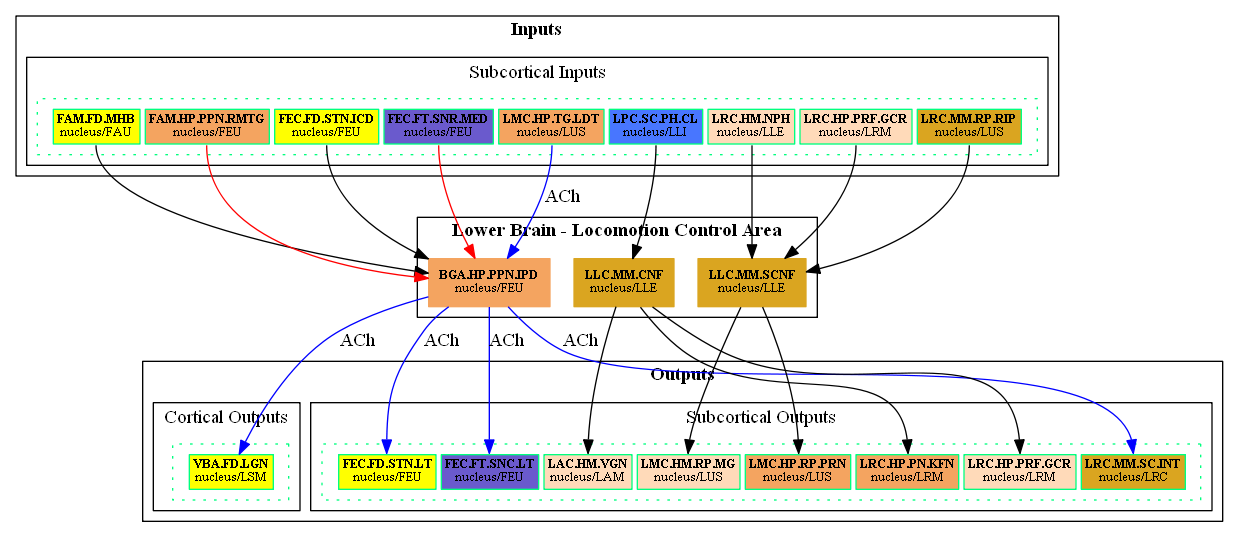 Inputs
Subcortical Inputs
FAM.FD.MHB
nucleus/FAU
FAM.HP.PPN.RMTG
nucleus/FEU
FEC.FD.STN.ICD
nucleus/FEU
FEC.FT.SNR.MED
nucleus/FEU
LMC.HP.TG.LDT
nucleus/LUS
LPC.SC.PH.CL
nucleus/LLI
LRC.HM.NPH
nucleus/LLE
LRC.HP.PRF.GCR
nucleus/LRM
LRC.MM.RP.RIP
nucleus/LUS
ACh
Lower Brain - Locomotion Control Area
BGA.HP.PPN.IPD
nucleus/FEU
LLC.MM.CNF
nucleus/LLE
LLC.MM.SCNF
nucleus/LLE
ACh
ACh
ACh
ACh
Outputs
Cortical Outputs
VBA.FD.LGN
nucleus/LSM
Subcortical Outputs
FEC.FD.STN.LT
nucleus/FEU
FEC.FT.SNC.LT
nucleus/FEU
LAC.HM.VGN
nucleus/LAM
LMC.HM.RP.MG
nucleus/LUS
LMC.HP.RP.PRN
nucleus/LUS
LRC.HP.PN.KFN
nucleus/LRM
LRC.HP.PRF.GCR
nucleus/LRM
LRC.MM.SC.INT
nucleus/LRC